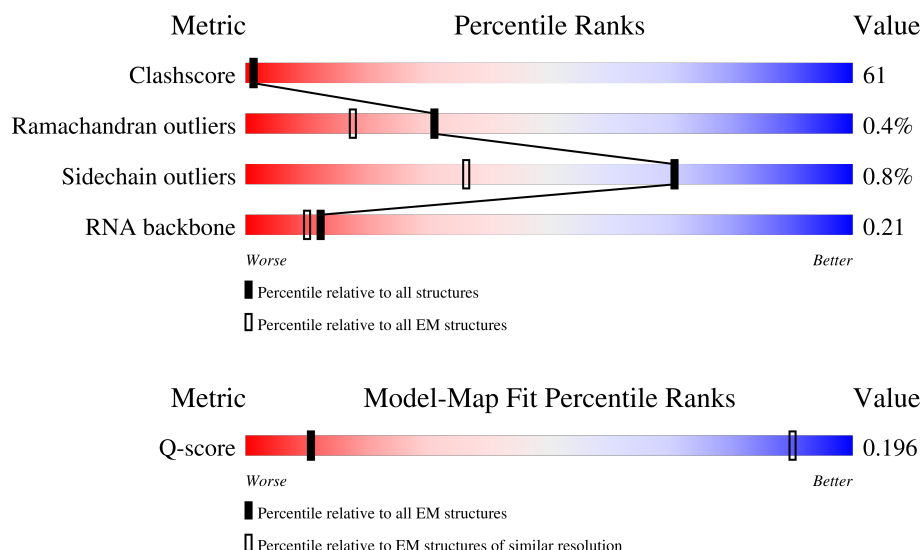 Metric Percentile Ranks Value
Clashscore 61
Ramachandran outliers 0.4%
Sidechain outliers 0.8%
RNA backbone 0.21
Worse Better
Percentile relative to all structures
Percentile relative to all EM structures
Metric Model-Map Fit Percentile Ranks Value
Q-score 0.196
Worse Better
Percentile relative to all EM structures
Percentile relative to EM structures of similar resolution